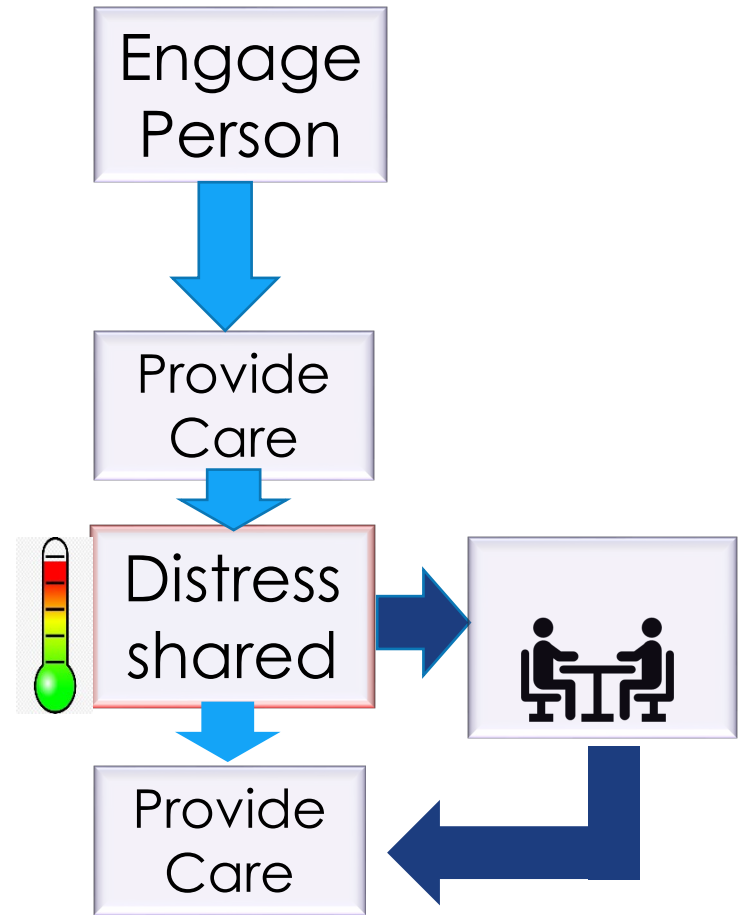 Engage
Person
Provide
Care
Distress
shared
Provide
Care